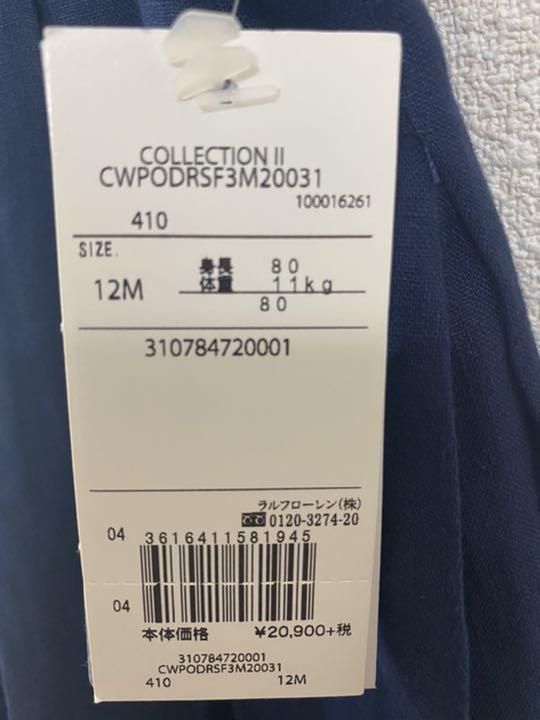 COLLECTION II
CWPODRSF3M20031
100016261
410
SIZE.
12M
身長 80
体重 11kg
80
310784720001
ラルフローレン(株)
0120-3274-20
04
3616411581945
04
本体価格 ¥20,900+税
310784720001
CWPODRSF3M20031
410 12M